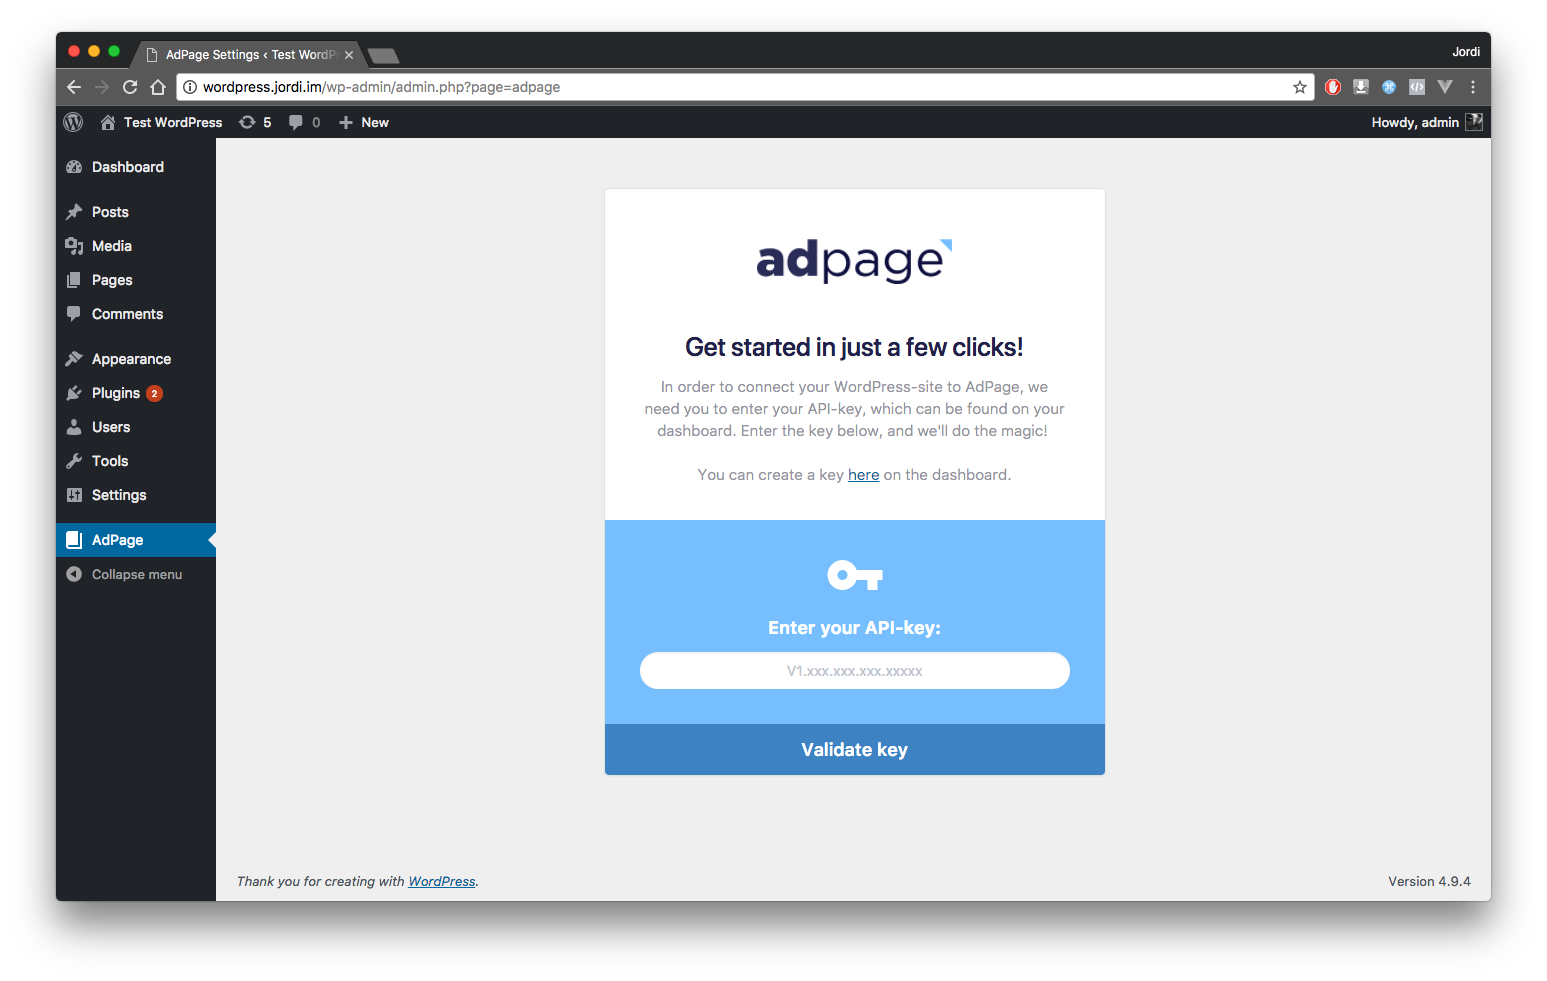 AdPage Settings ‹ Test WordPr
Jordi
wordpress.jordi.im/wp-admin/admin.php?page=adpage
Test WordPress 5 0 New
Howdy, admin
Dashboard
Posts
Media
Pages
Comments
Appearance
Plugins 2
Users
Tools
Settings
AdPage
Collapse menu
adpage
Get started in just a few clicks!
In order to connect your WordPress-site to AdPage, we
need you to enter your API-key, which can be found on your
dashboard. Enter the key below, and we'll do the magic!
You can create a key here on the dashboard.
Enter your API-key:
V1.xxx.xxx.xxx.xxxxx
Validate key
Thank you for creating with WordPress.
Version 4.9.4